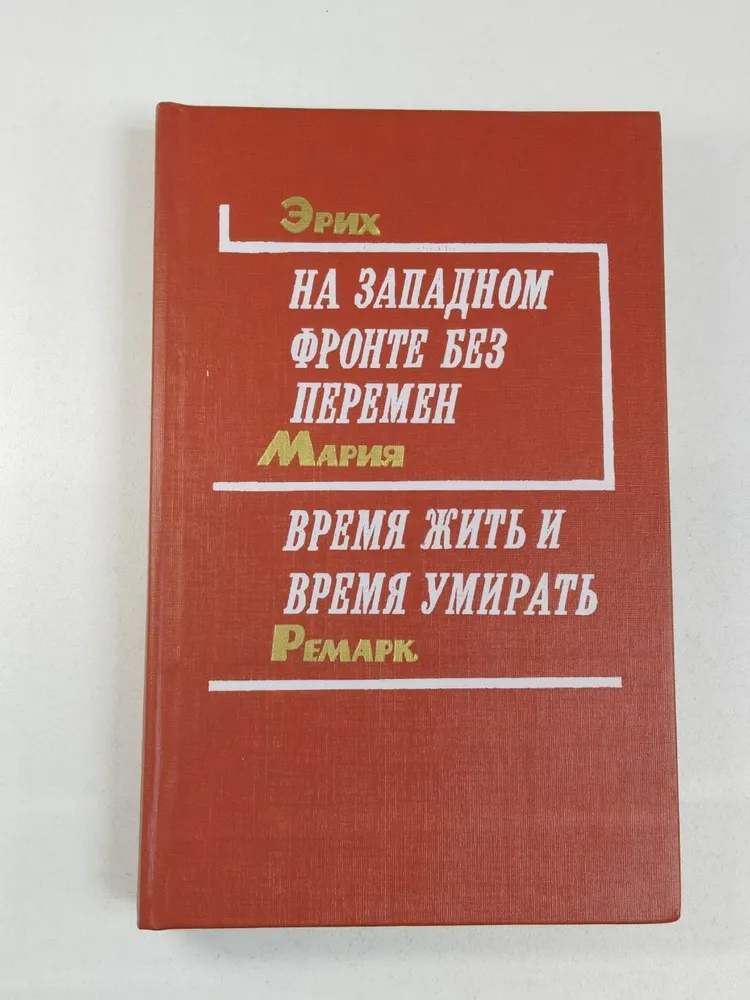 Эрих
НА ЗАПАДНОМ
ФРОНТЕ БЕЗ
ПЕРЕМЕН
Мария
ВРЕМЯ ЖИТЬ И
ВРЕМЯ УМИРАТЬ
Ремарк